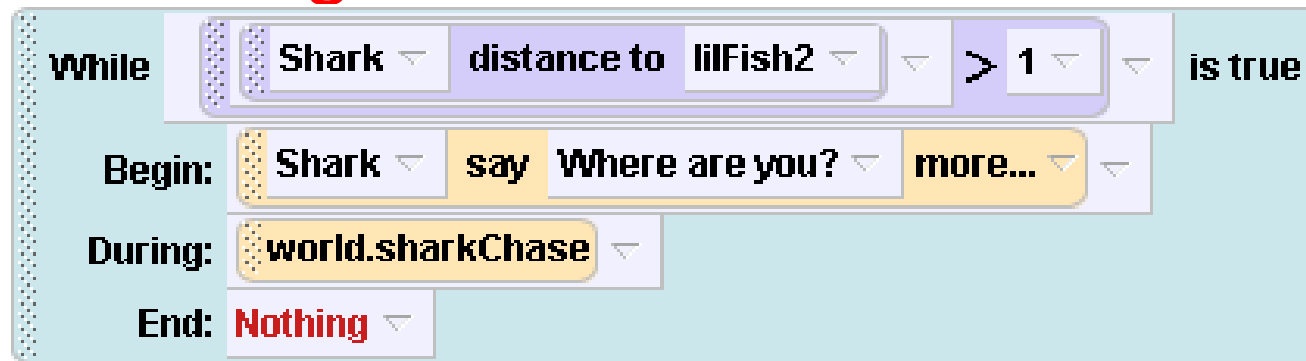 While Shark distance to lilFish2 > 1 is true
Begin: Shark say Where are you? more...
During: world.sharkChase
End: Nothing